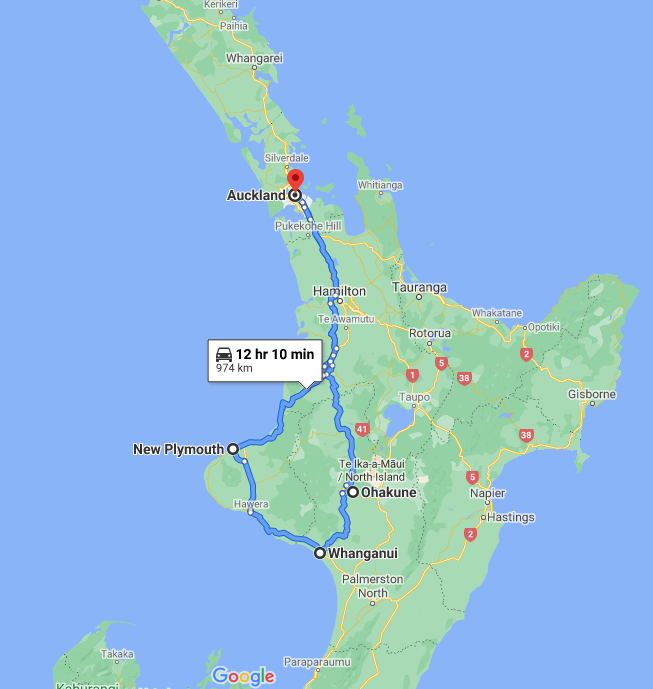 Kerikeri
Paihia
Whangarei
Silverdale
Auckland
Whitianga
Pukekohe Hill
Hamilton
Tauranga
Te Awamutu
Whakatane
Opotiki
Rotorua
12 hr 10 min
974 km
2
5
1
38
Taupo
Gisborne
41
38
New Plymouth
Te Ika-a-Māui
/ North Island
5
Ohakune
Napier
Hawera
Hastings
2
Whanganui
Palmerston
North
Takaka
Paraparaumu
Google
Kahurangi